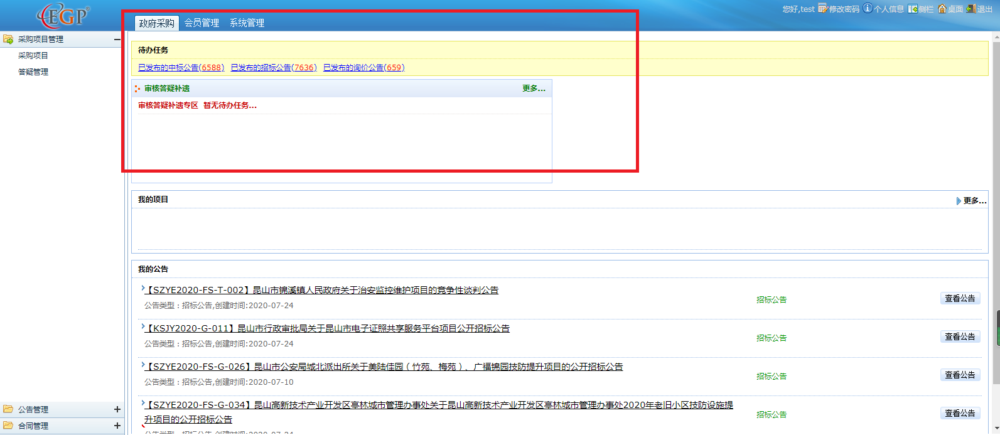 EGP
政府采购 会员管理 系统管理
您好,test 修改密码 个人信息 侧栏 桌面 退出
采购项目管理
采购项目
答疑管理
公告管理
合同管理
待办任务
已发布的中标公告(6588) 已发布的招标公告(7636) 已发布的询价公告(659)
审核答疑补遗 更多...
审核答疑补遗专区 暂无待办任务...
我的项目 更多...
我的公告
【SZYE2020-FS-T-002】昆山市锦溪镇人民政府关于治安监控维护项目的竞争性谈判公告
公告类型：招标公告,创建时间:2020-07-24
招标公告 查看公告
【KSJY2020-G-011】昆山市行政审批局关于昆山市电子证照共享服务平台项目公开招标公告
公告类型：招标公告,创建时间:2020-07-24
招标公告 查看公告
【SZYE2020-FS-G-026】昆山市公安局城北派出所关于美陆佳园（竹苑、梅苑）、广福锦园技防提升项目的公开招标公告
公告类型：招标公告,创建时间:2020-07-10
招标公告 查看公告
【SZYE2020-FS-G-034】昆山高新技术产业开发区亭林城市管理办事处关于昆山高新技术产业开发区亭林城市管理办事处2020年老旧小区技防设施提
升项目的公开招标公告
招标公告 查看公告
公告类型：招标公告,创建时间:2020-07-24